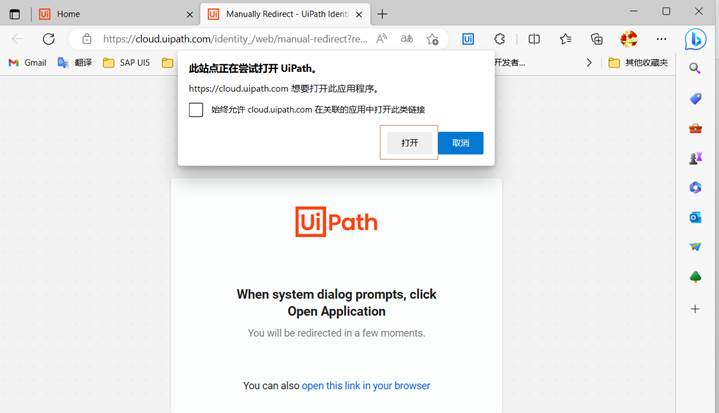 Home
Manually Redirect - UiPath Identi
https://cloud.uipath.com/identity_/web/manual-redirect?re...
Gmail
翻译
SAP UI5
开发者...
其他收藏夹
此站点正在尝试打开 UiPath。
https://cloud.uipath.com 想要打开此应用程序。
始终允许 cloud.uipath.com 在关联的应用中打开此类链接
打开
取消
UiPath
When system dialog prompts, click
Open Application
You will be redirected in a few moments.
You can also open this link in your browser